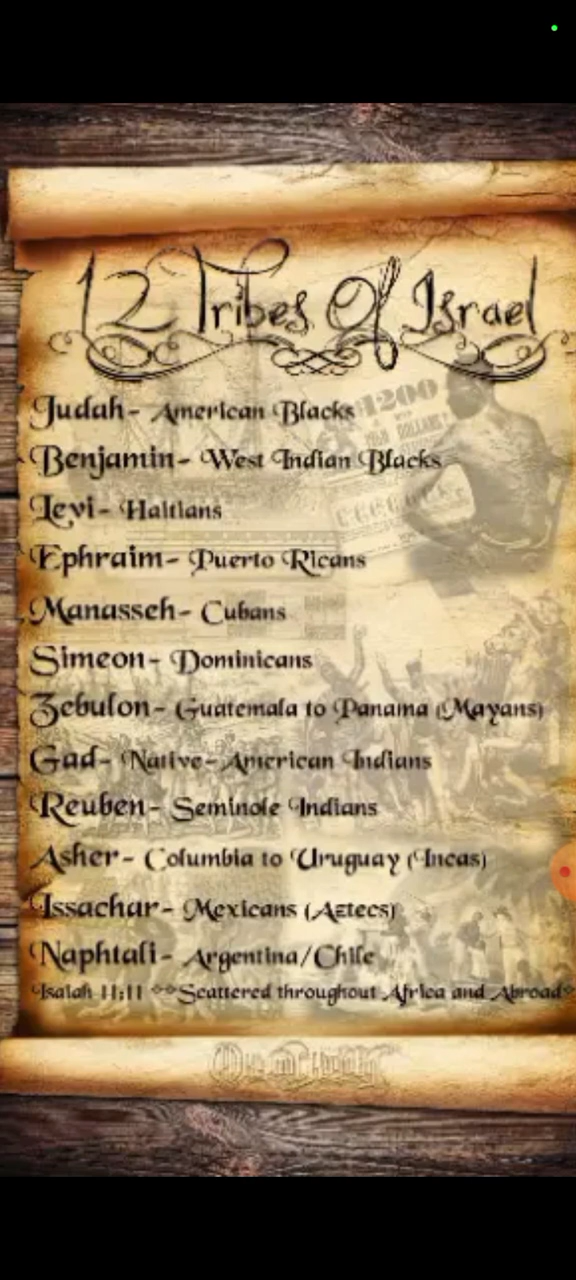 12 Tribes Of Israel
Judah- American Blacks
Benjamin- West Indian Blacks
Levi- Haitians
Ephraim- Puerto Ricans
Manasseh- Cubans
Simeon- Dominicans
Zebulon- Guatemala to Panama (Mayans)
Gad- Native-American Indians
Reuben- Seminole Indians
Asher- Columbia to Uruguay (Incas)
Issachar- Mexicans (Aztecs)
Naphtali- Argentina/Chile
Isaiah 11:11 **Scattered throughout Africa and Abroad*
$1200